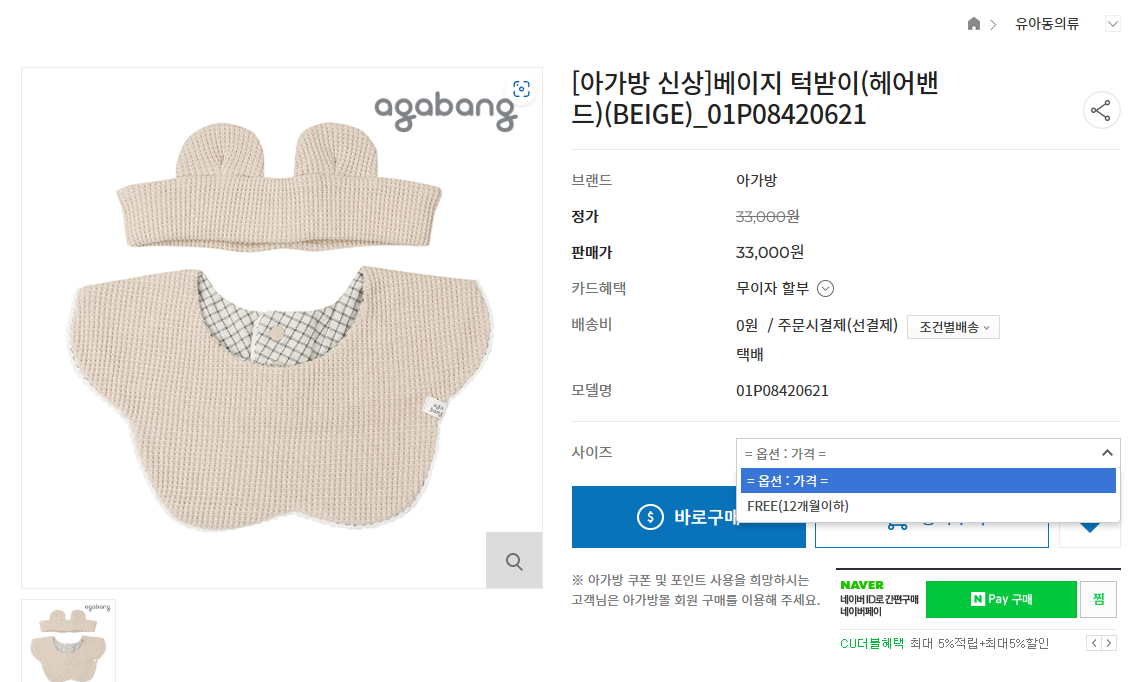 유아동의류
agabang
[아가방 신상]베이지 턱받이(헤어밴
드)(BEIGE)_01P08420621
브랜드 아가방
정가 33,000원
판매가 33,000원
카드혜택 무이자 할부
배송비 0원 / 주문시결제(선결제) 조건별배송
택배
모델명 01P08420621
사이즈 = 옵션 : 가격 =
= 옵션 : 가격 =
FREE(12개월이하)
바로구매
※ 아가방 쿠폰 및 포인트 사용을 희망하시는
고객님은 아가방몰 회원 구매를 이용해 주세요.
NAVER
네이버 ID로 간편구매
네이버페이
N Pay 구매
찜
CU더블혜택 최대 5%적립+최대5%할인
agabang